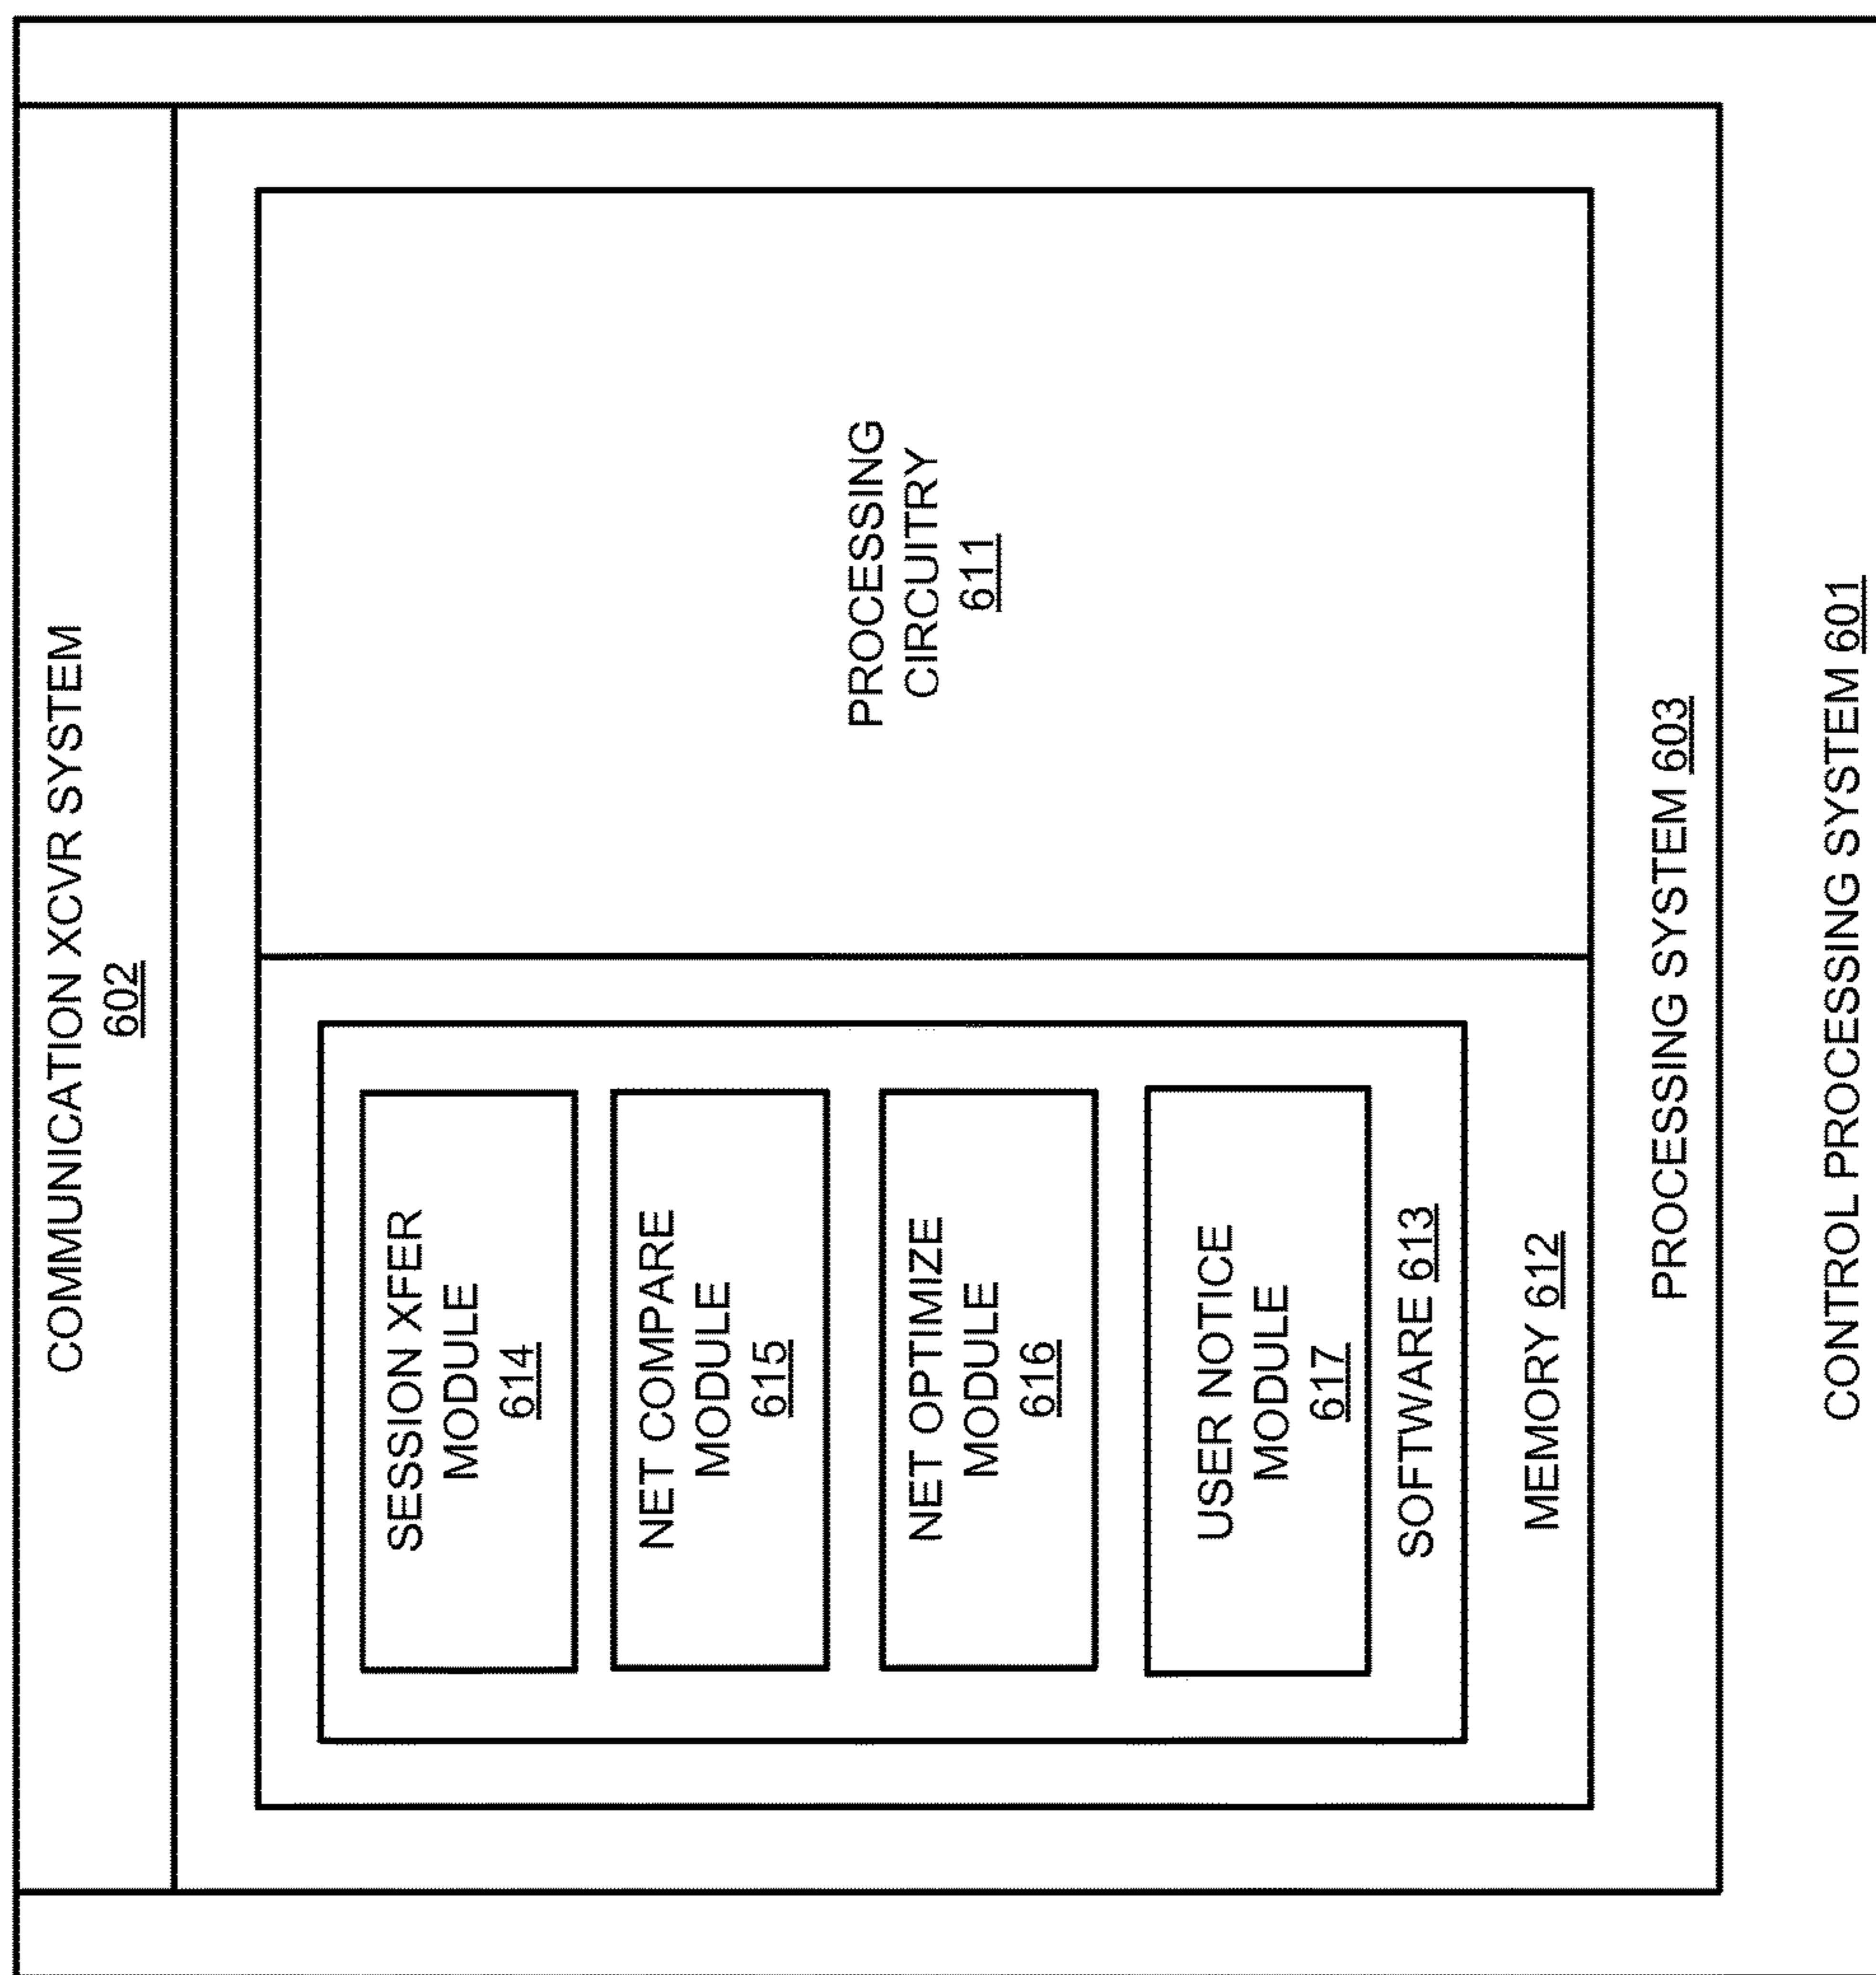 COMMUNICATION XCVR SYSTEM
602
SESSION XFER
MODULE
614
NET COMPARE
MODULE
615
NET OPTIMIZE
MODULE
616
USER NOTICE
MODULE
617
SOFTWARE 613
MEMORY 612
PROCESSING
CIRCUITRY
611
PROCESSING SYSTEM 603
CONTROL PROCESSING SYSTEM 601